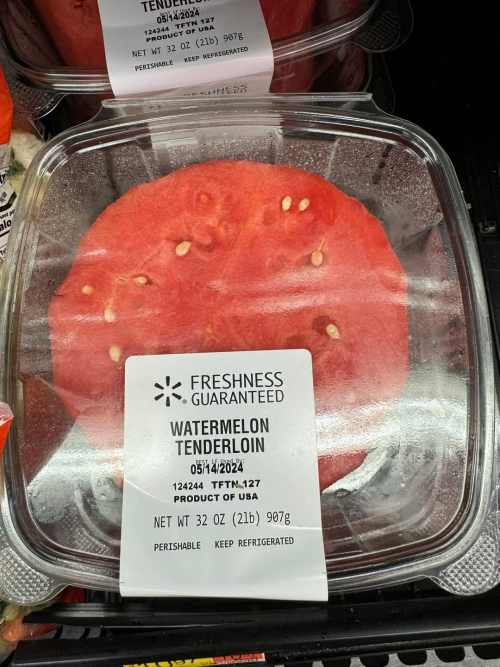 TENDERLOIN
05/14/2024
124244 TFTN 127
PRODUCT OF USA
NET WT 32 OZ (2lb) 907g
PERISHABLE KEEP REFRIGERATED
FRESHNESS
GUARANTEED
WATERMELON
TENDERLOIN
BEST if Used By:
05/14/2024
124244 TFTN 127
PRODUCT OF USA
NET WT 32 OZ (2lb) 907g
PERISHABLE KEEP REFRIGERATED